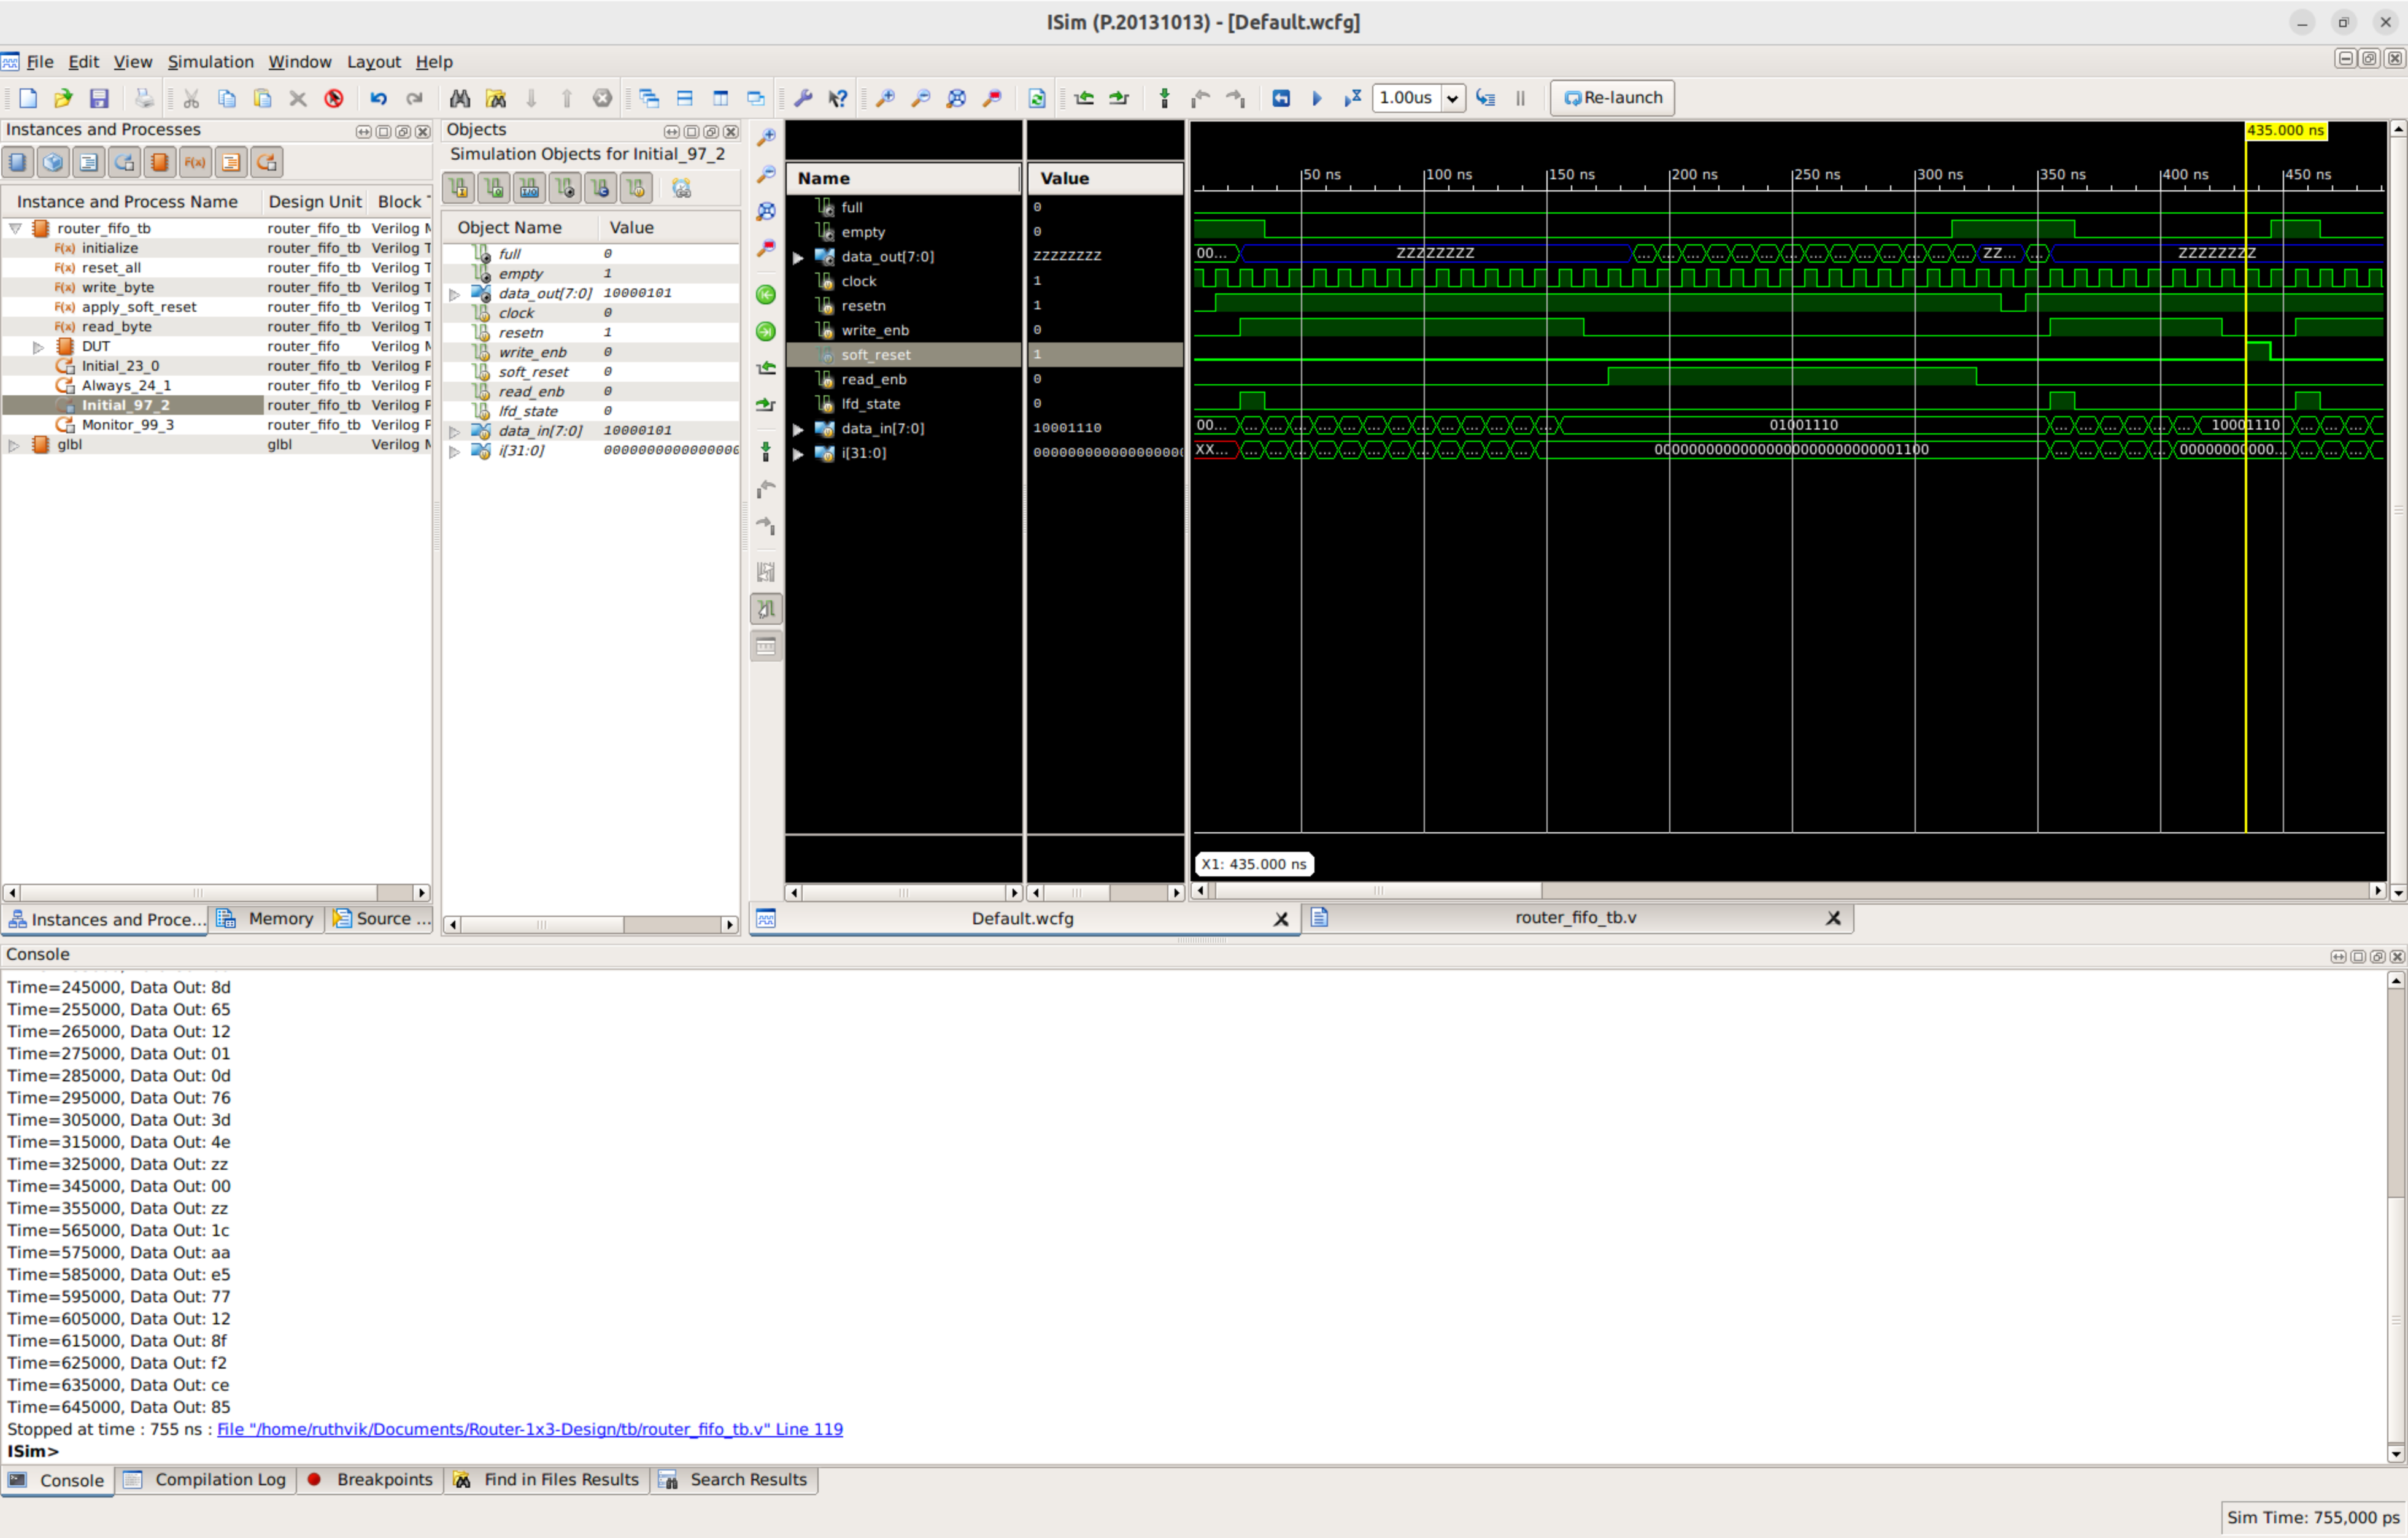 ISim (P.20131013) - [Default.wcfg]
File Edit View Simulation Window Layout Help
1.00us Re-launch
Instances and Processes
Instance and Process Name Design Unit Block
router_fifo_tb router_fifo_tb Verilog
initialize router_fifo_tb Verilog T
reset_all router_fifo_tb Verilog T
write_byte router_fifo_tb Verilog T
apply_soft_reset router_fifo_tb Verilog T
read_byte router_fifo_tb Verilog T
DUT router_fifo Verilog
Initial_23_0 router_fifo_tb Verilog P
Always_24_1 router_fifo_tb Verilog P
Initial_97_2 router_fifo_tb Verilog P
Monitor_99_3 router_fifo_tb Verilog P
glbl glbl Verilog
Instances and Proce... Memory Source ...
Objects
Simulation Objects for Initial_97_2
Object Name Value
full 0
empty 1
data_out[7:0] 10000101
clock 0
resetn 1
write_enb 0
soft_reset 0
read_enb 0
lfd_state 0
data_in[7:0] 10000101
i[31:0] 0000000000000000
Name Value
full 0
empty 0
data_out[7:0] ZZZZZZZZ
clock 1
resetn 1
write_enb 0
soft_reset 1
read_enb 0
lfd_state 0
data_in[7:0] 10001110
i[31:0] 000000000000000000
435.000 ns
50 ns 100 ns 150 ns 200 ns 250 ns 300 ns 350 ns 400 ns 450 ns
00... ZZZZZZZZ ZZ... ZZZZZZZZ
00... 01001110 10001110
XX... 00000000000000000000000000001100 00000000000...
X1: 435.000 ns
Default.wcfg router_fifo_tb.v
Console
Time=245000, Data Out: 8d
Time=255000, Data Out: 65
Time=265000, Data Out: 12
Time=275000, Data Out: 01
Time=285000, Data Out: 0d
Time=295000, Data Out: 76
Time=305000, Data Out: 3d
Time=315000, Data Out: 4e
Time=325000, Data Out: zz
Time=345000, Data Out: 00
Time=355000, Data Out: zz
Time=565000, Data Out: 1c
Time=575000, Data Out: aa
Time=585000, Data Out: e5
Time=595000, Data Out: 77
Time=605000, Data Out: 12
Time=615000, Data Out: 8f
Time=625000, Data Out: f2
Time=635000, Data Out: ce
Time=645000, Data Out: 85
Stopped at time : 755 ns : File "/home/ruthvik/Documents/Router-1x3-Design/tb/router_fifo_tb.v" Line 119
ISim>
Console Compilation Log Breakpoints Find in Files Results Search Results
Sim Time: 755,000 ps